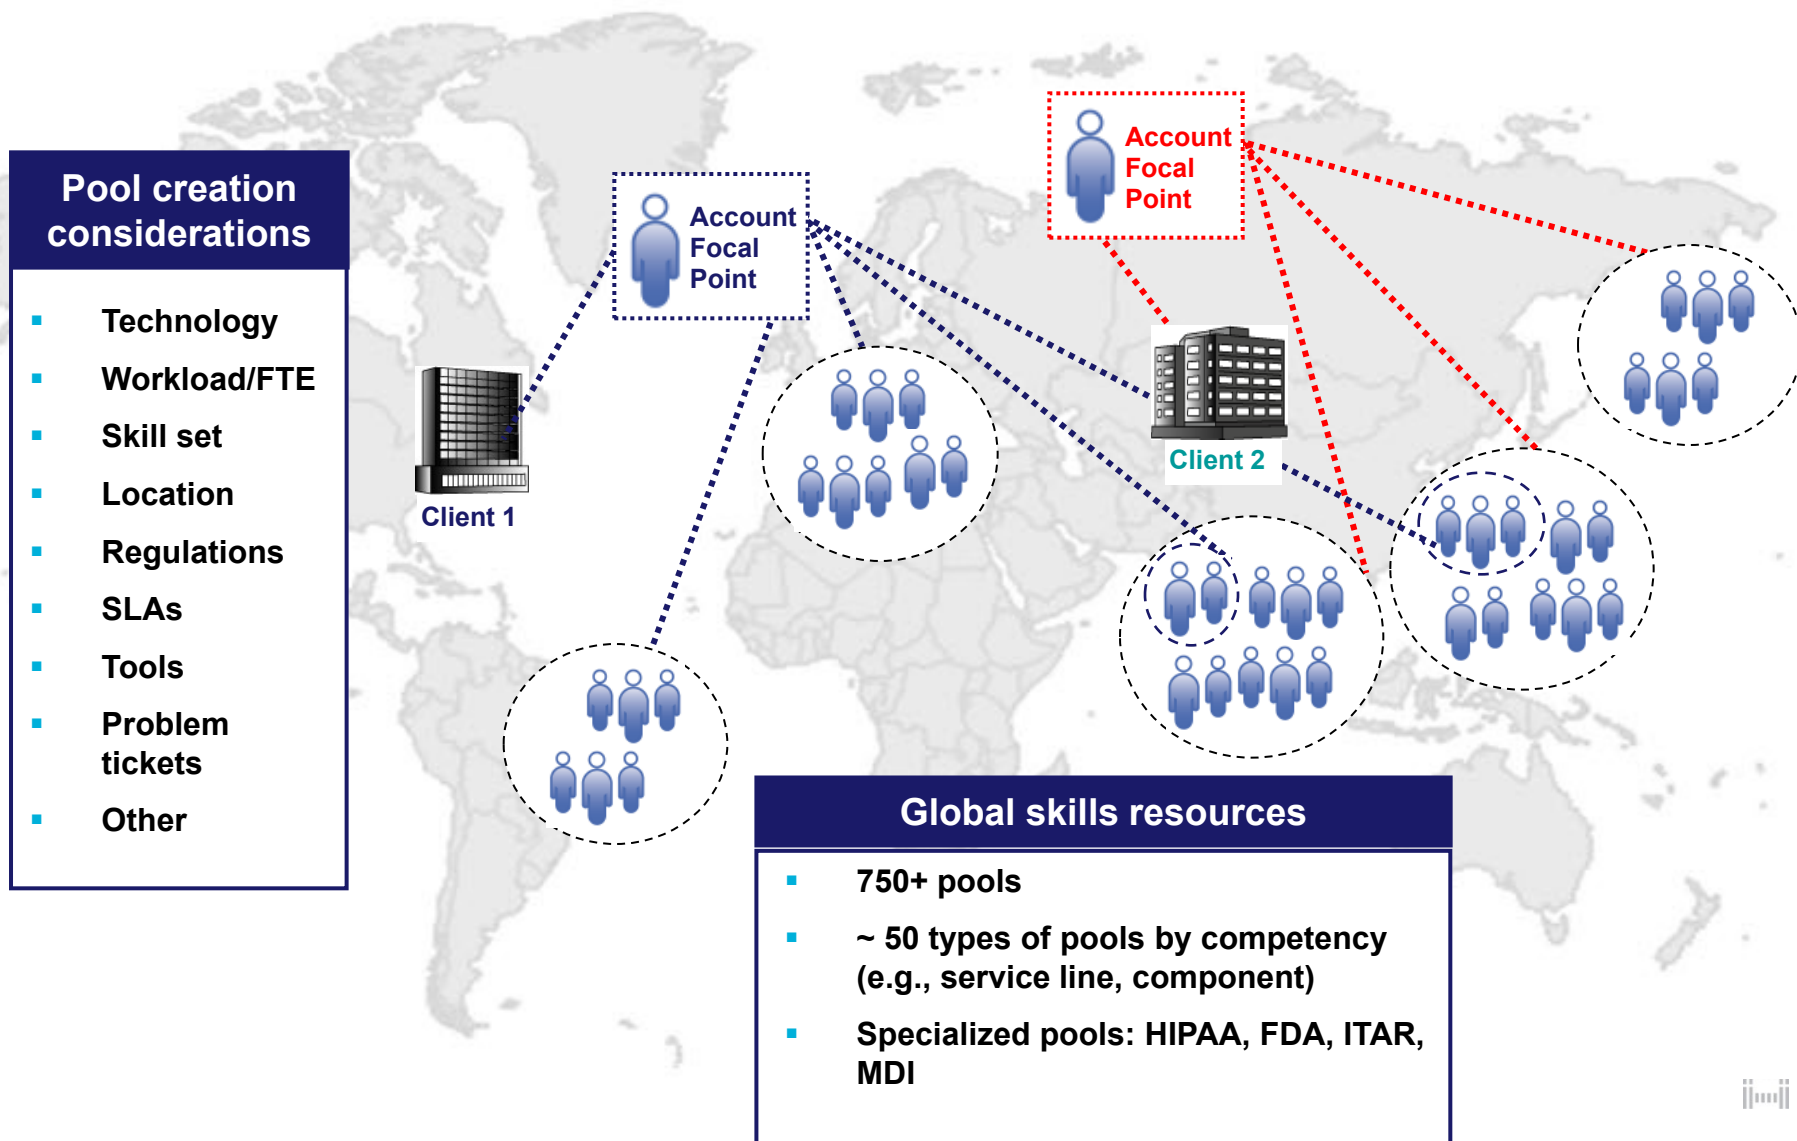 Pool creation
considerations
Technology
Workload/FTE
Skill set
Location
Regulations
SLAs
Tools
Problem
tickets
Other
Account
Focal
Point
Account
Focal
Point
Client 1
Client 2
Global skills resources
750+ pools
~ 50 types of pools by competency
(e.g., service line, component)
Specialized pools: HIPAA, FDA, ITAR,
MDI